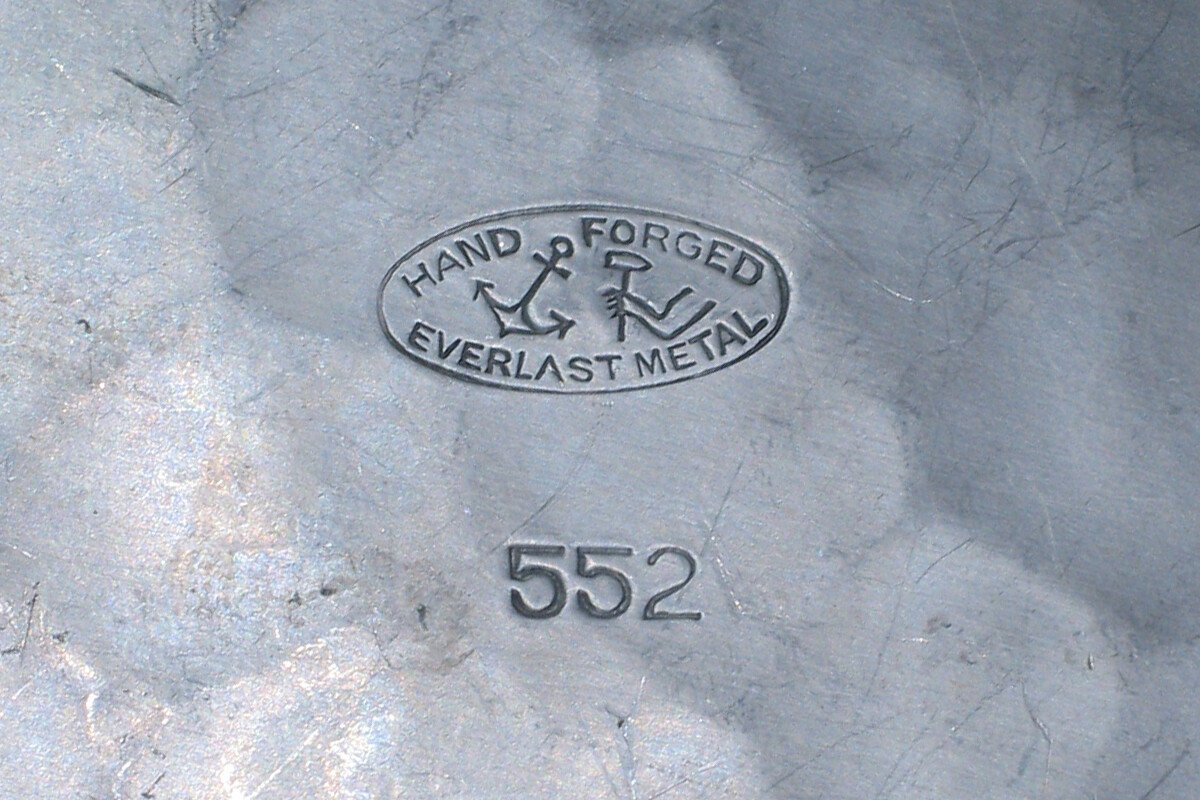 HAND FORGED
EVERLAST METAL
552